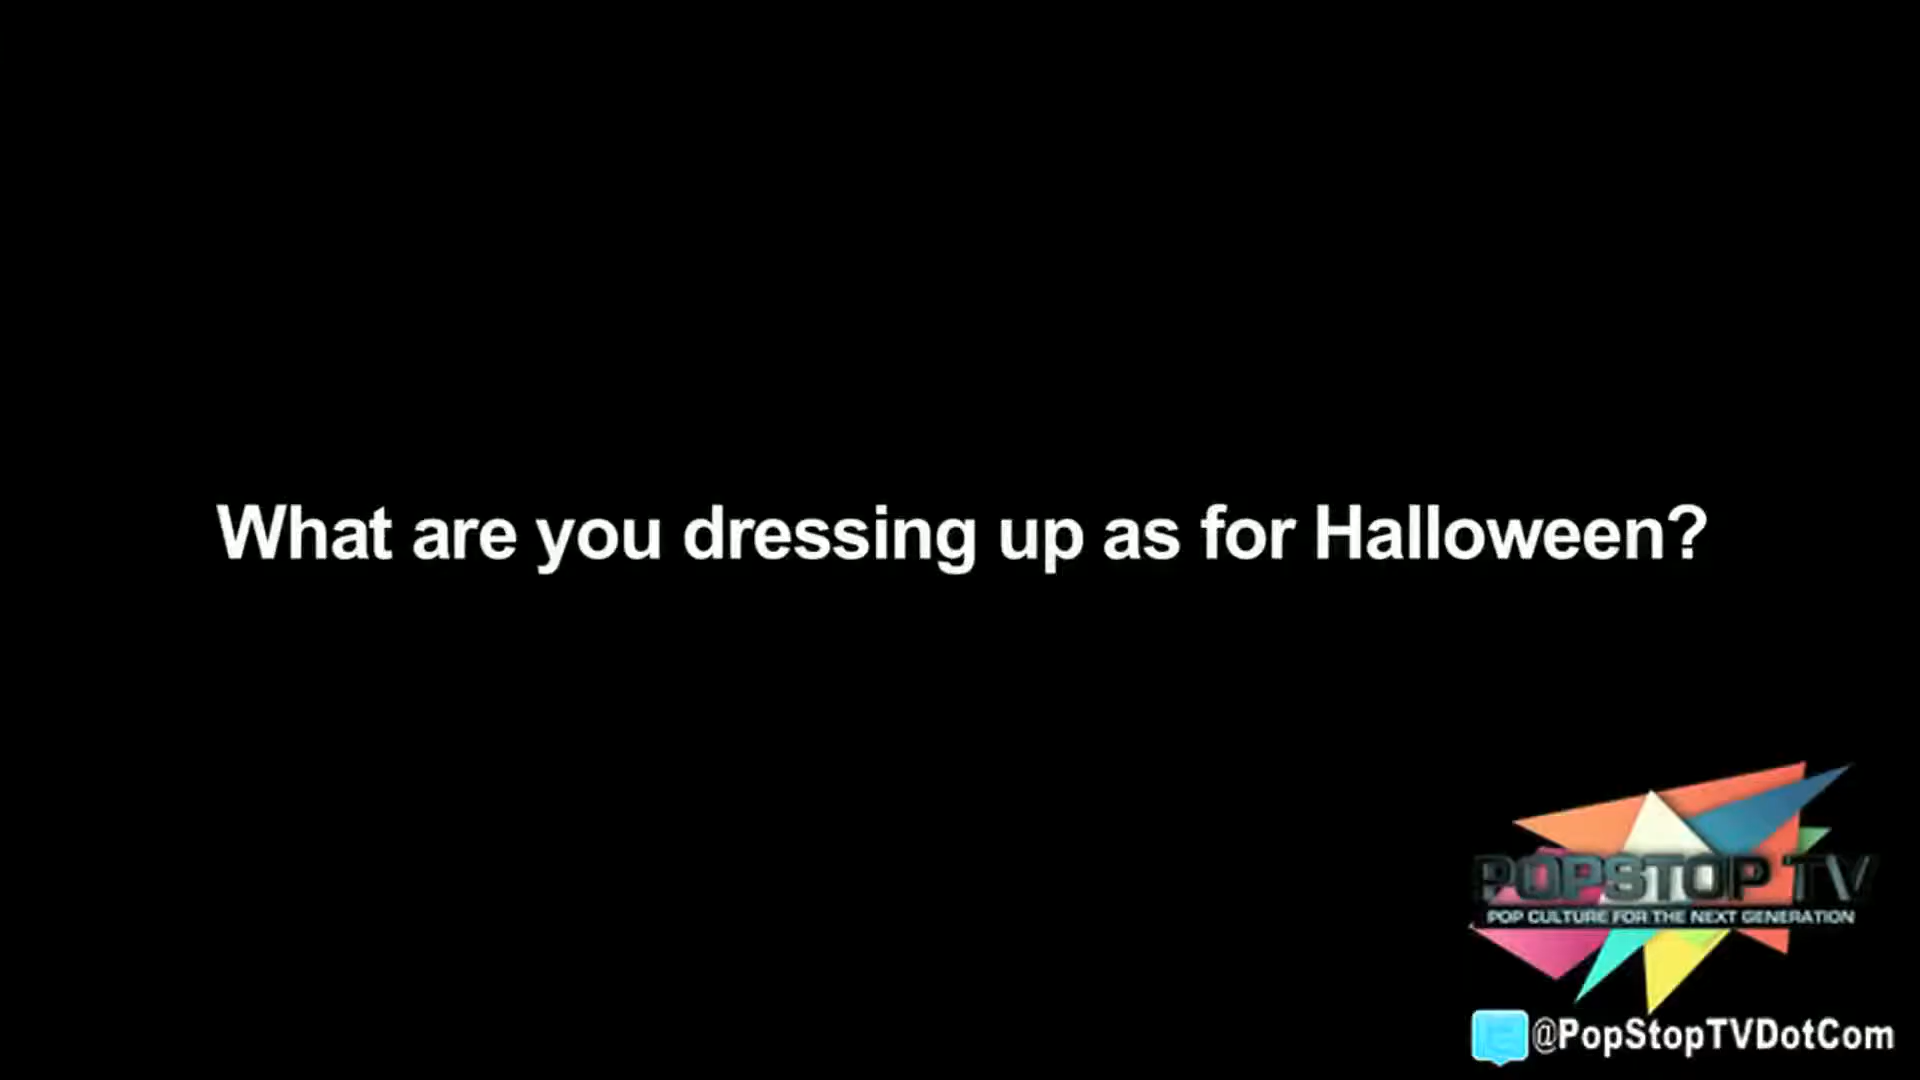 What are you dressing up as for Halloween?
POPSTOP TV
POP CULTURE FOR THE NEXT GENERATION
@PopStopTVDotCom